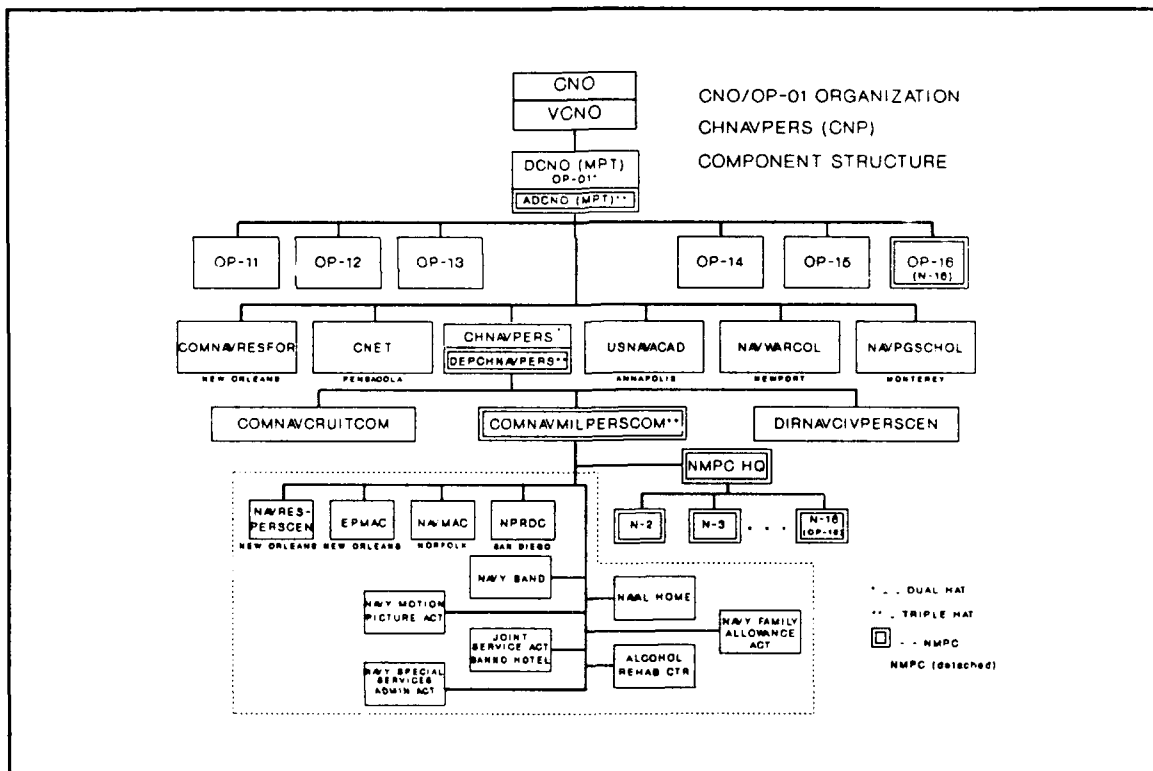 CNO
VCNO
CNO/OP-01 ORGANIZATION
CHNAVPERS (CNP)
COMPONENT STRUCTURE
DCNO (MPT)
OP-01*
ADCNO (MPT)**
OP-11
OP-12
OP-13
OP-14
OP-15
OP-16
(N-16)
COMNAVRESFOR
NEW ORLEANS
CNET
PENSACOLA
CHNAVPERS*
DEPCHNAVPERS**
USNAVACAD
ANNAPOLIS
NAVWARCOL
NEWPORT
NAVPGSCHOL
MONTEREY
COMNAVCRUITCOM
COMNAVMILPERSCOM**
DIRNAVCIVPERSCEN
NMPC HQ
N-2
N-3
. . .
N-16
(OP-16)
NAVRES-
PERSCEN
NEW ORLEANS
EPMAC
NEW ORLEANS
NAVMAC
NORFOLK
NPRDC
SAN DIEGO
NAVY BAND
NAVAL HOME
NAVY MOTION
PICTURE ACT
NAVY FAMILY
ALLOWANCE
ACT
JOINT
SERVICE ACT
SANNO HOTEL
ALCOHOL
REHAB CTR
NAVY SPECIAL
SERVICES
ADMIN ACT
* . . DUAL HAT
** . . TRIPLE HAT
. . NMPC
NMPC (detached)